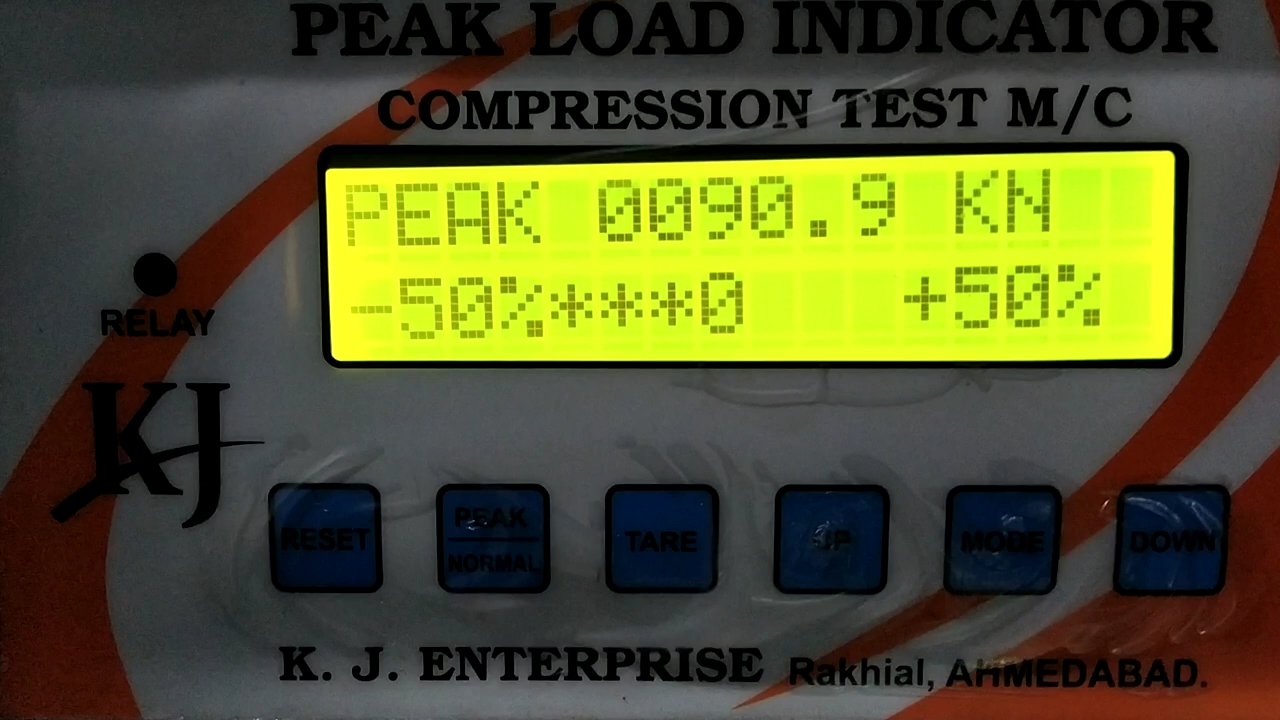 PEAK LOAD INDICATOR
COMPRESSION TEST M/C
PEAK 0090.9 KN
-50%***0 +50%
RELAY
KJ
RESET
PEAK
NORMAL
TARE
UP
MODE
DOWN
K. J. ENTERPRISE Rakhial, AHMEDABAD.